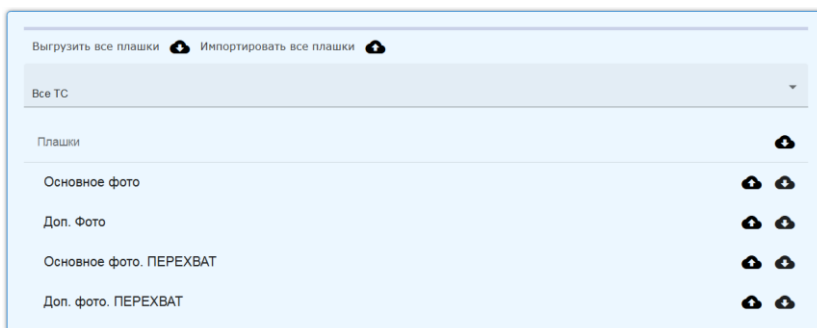 Выгрузить все плашки Импортировать все плашки
Все ТС
Плашки
Основное фото
Доп. Фото
Основное фото. ПЕРЕХВАТ
Доп. фото. ПЕРЕХВАТ